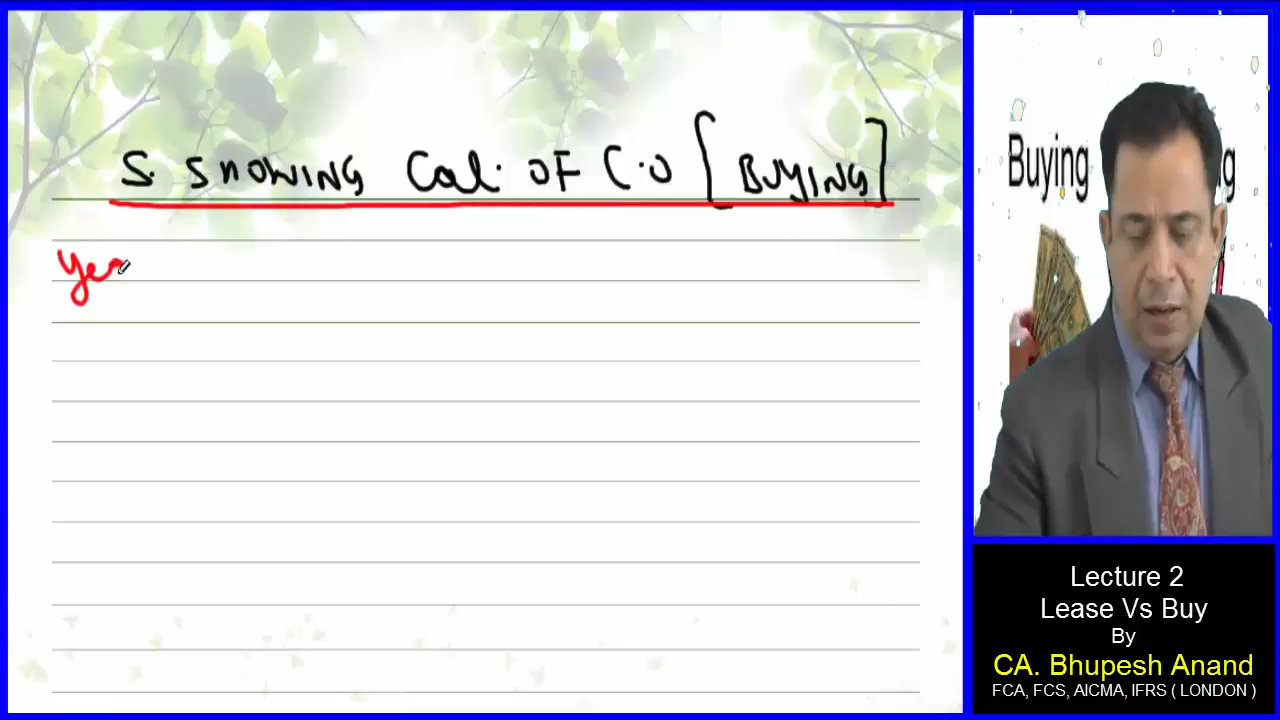 S. SHOWING Cal. OF C.O [BUYING]
Yea
Buying
g
Lecture 2
Lease Vs Buy
By
CA. Bhupesh Anand
FCA, FCS, AICMA, IFRS ( LONDON )